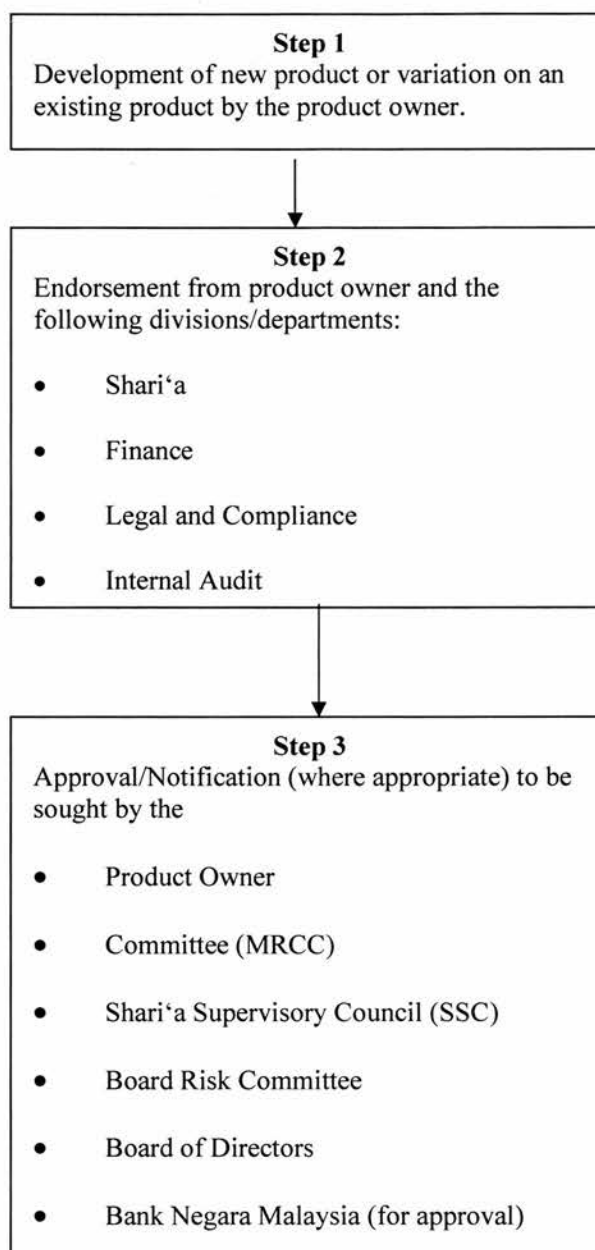 Step 1
Development of new product or variation on an
existing product by the product owner.
Step 2
Endorsement from product owner and the
following divisions/departments:
• Shari‘a
• Finance
• Legal and Compliance
• Internal Audit
Step 3
Approval/Notification (where appropriate) to be
sought by the
• Product Owner
• Committee (MRCC)
• Shari‘a Supervisory Council (SSC)
• Board Risk Committee
• Board of Directors
• Bank Negara Malaysia (for approval)